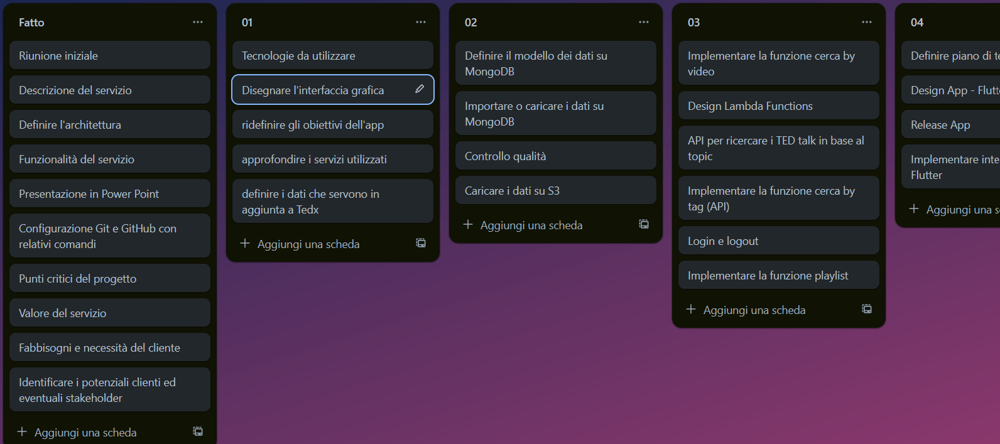 Fatto
Riunione iniziale
Descrizione del servizio
Definire l'architettura
Funzionalità del servizio
Presentazione in Power Point
Configurazione Git e GitHub con
relativi comandi
Punti critici del progetto
Valore del servizio
Fabbisogni e necessità del cliente
Identificare i potenziali clienti ed
eventuali stakeholder
Aggiungi una scheda
01
Tecnologie da utilizzare
Disegnare l'interfaccia grafica
ridefinire gli obiettivi dell'app
approfondire i servizi utilizzati
definire i dati che servono in
aggiunta a Tedx
Aggiungi una scheda
02
Definire il modello dei dati su
MongoDB
Importare o caricare i dati su
MongoDB
Controllo qualità
Caricare i dati su S3
Aggiungi una scheda
03
Implementare la funzione cerca by
video
Design Lambda Functions
API per ricercare i TED talk in base al
topic
Implementare la funzione cerca by
tag (API)
Login e logout
Implementare la funzione playlist
Aggiungi una scheda
04
Definire piano di
Design App -
Release App
Implementare
Flutter
Aggiungi una